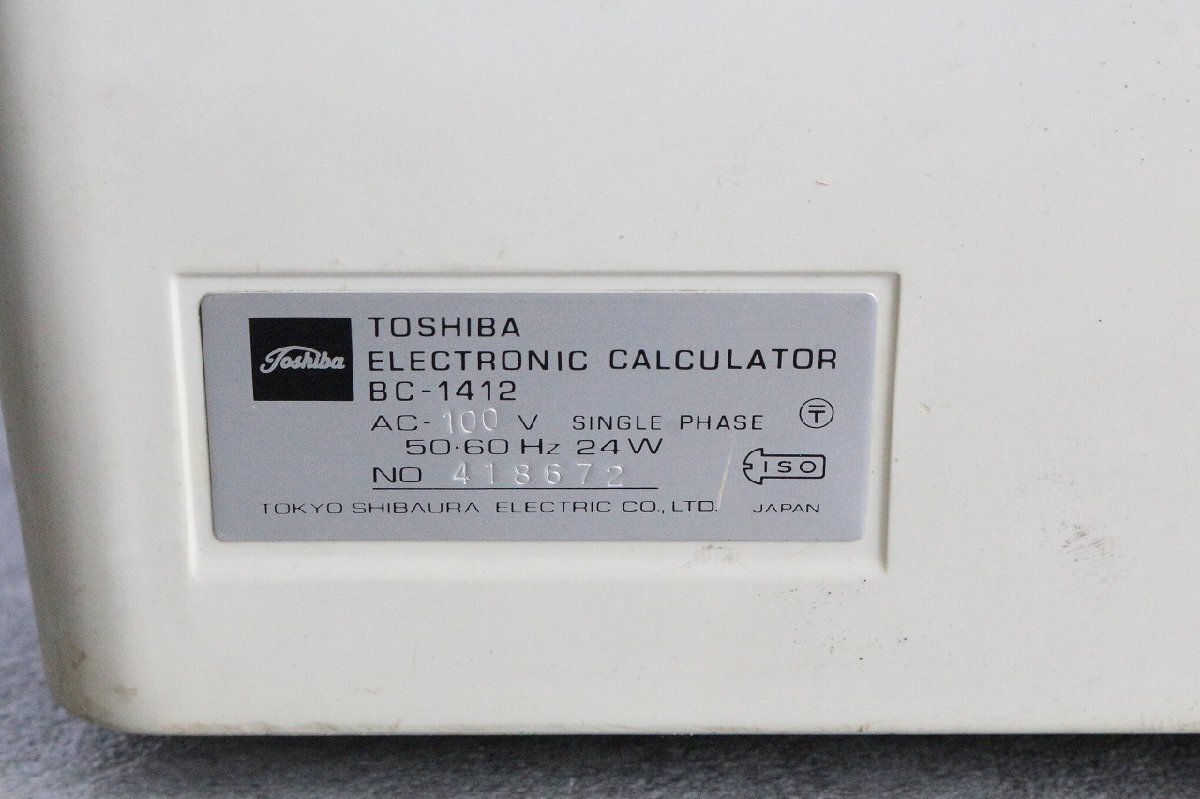 Toshiba
TOSHIBA
ELECTRONIC CALCULATOR
BC-1412
AC-100 V SINGLE PHASE 〒
50·60 Hz 24W
NO 418672
ISO
TOKYO SHIBAURA ELECTRIC CO., LTD. JAPAN